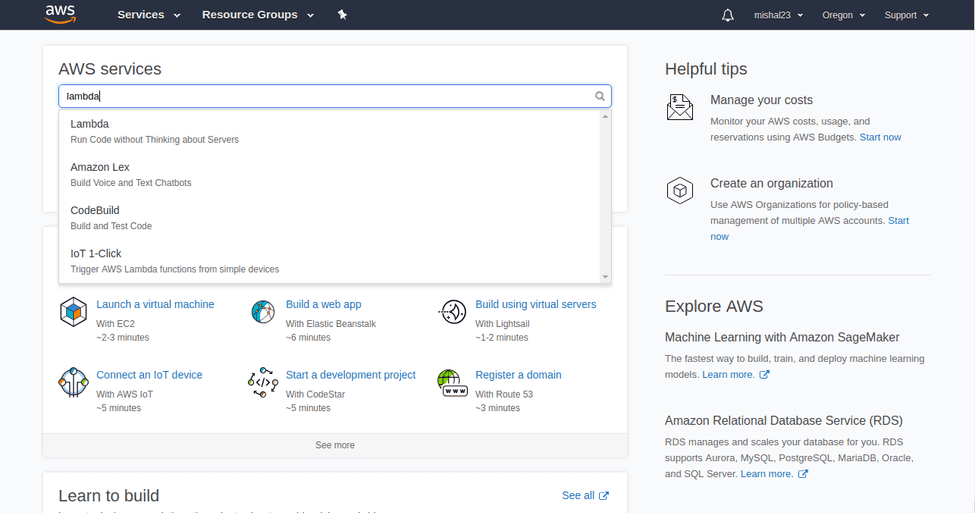 aws Services Resource Groups mishal23 Oregon Support
AWS services
lambda
Lambda
Run Code without Thinking about Servers
Amazon Lex
Build Voice and Text Chatbots
CodeBuild
Build and Test Code
IoT 1-Click
Trigger AWS Lambda functions from simple devices
Launch a virtual machine
With EC2
~2-3 minutes
Build a web app
With Elastic Beanstalk
~6 minutes
Build using virtual servers
With Lightsail
~1-2 minutes
Connect an IoT device
With AWS IoT
~5 minutes
Start a development project
With CodeStar
~5 minutes
www
Register a domain
With Route 53
~3 minutes
See more
Learn to build
See all
Helpful tips
Manage your costs
Monitor your AWS costs, usage, and
reservations using AWS Budgets. Start now
Create an organization
Use AWS Organizations for policy-based
management of multiple AWS accounts. Start
now
Explore AWS
Machine Learning with Amazon SageMaker
The fastest way to build, train, and deploy machine learning
models. Learn more.
Amazon Relational Database Service (RDS)
RDS manages and scales your database for you. RDS
supports Aurora, MySQL, PostgreSQL, MariaDB, Oracle,
and SQL Server. Learn more.